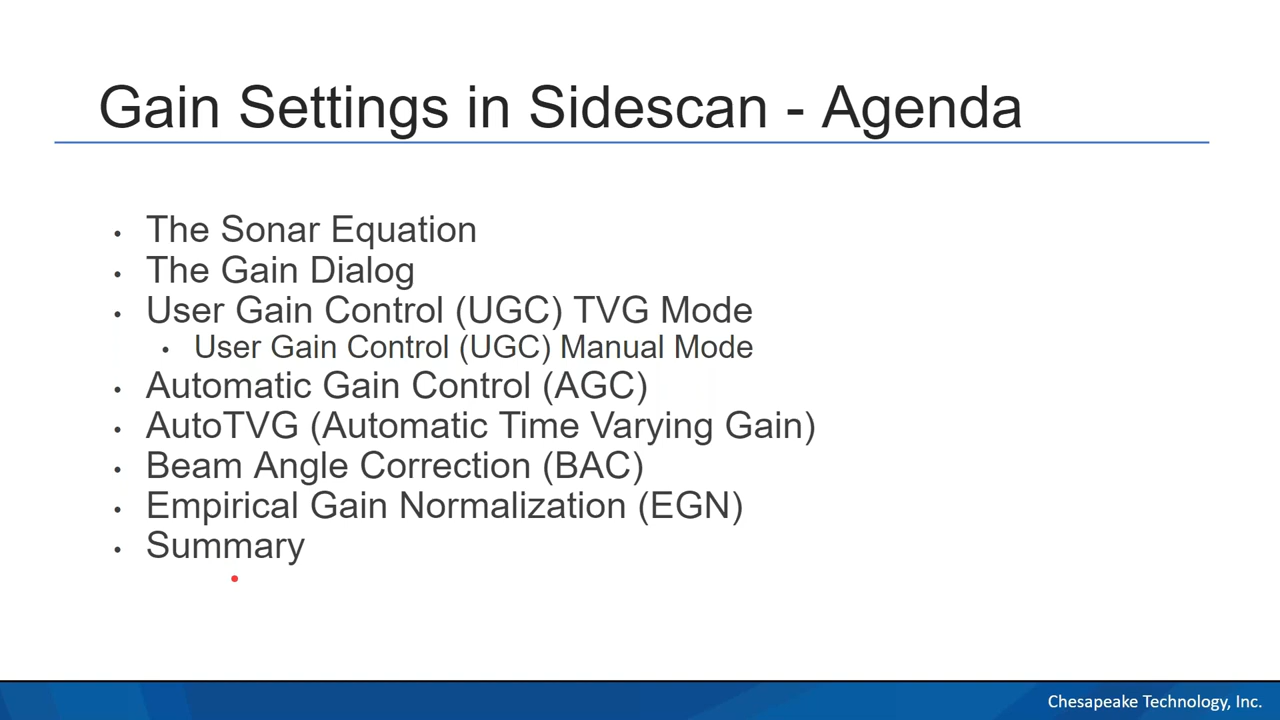 Gain Settings in Sidescan - Agenda
• The Sonar Equation
• The Gain Dialog
• User Gain Control (UGC) TVG Mode
• User Gain Control (UGC) Manual Mode
• Automatic Gain Control (AGC)
• AutoTVG (Automatic Time Varying Gain)
• Beam Angle Correction (BAC)
• Empirical Gain Normalization (EGN)
• Summary
Chesapeake Technology, Inc.